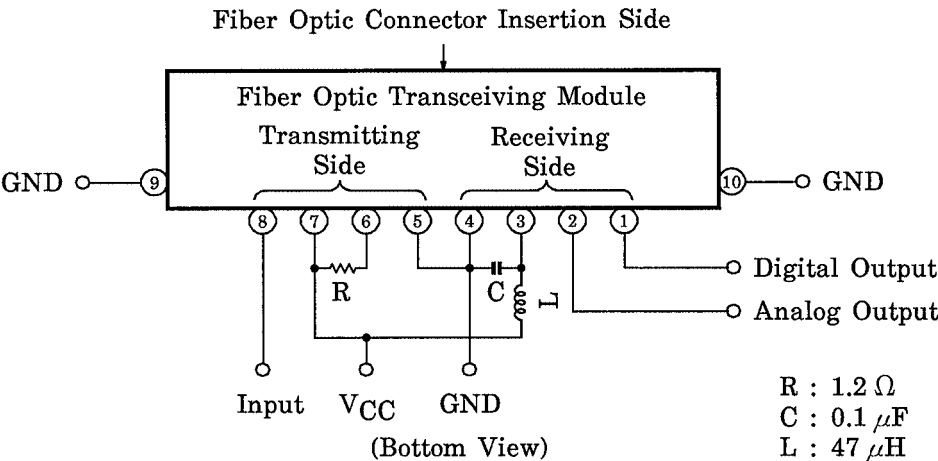 Fiber Optic Connector Insertion Side
Fiber Optic Transceiving Module
Transmitting Side
Receiving Side
GND
9
10
GND
8 7 6 5 4 3 2 1
R
C
L
Digital Output
Analog Output
Input
VCC
GND
(Bottom View)
R : 1.2 Ω
C : 0.1 μF
L : 47 μH